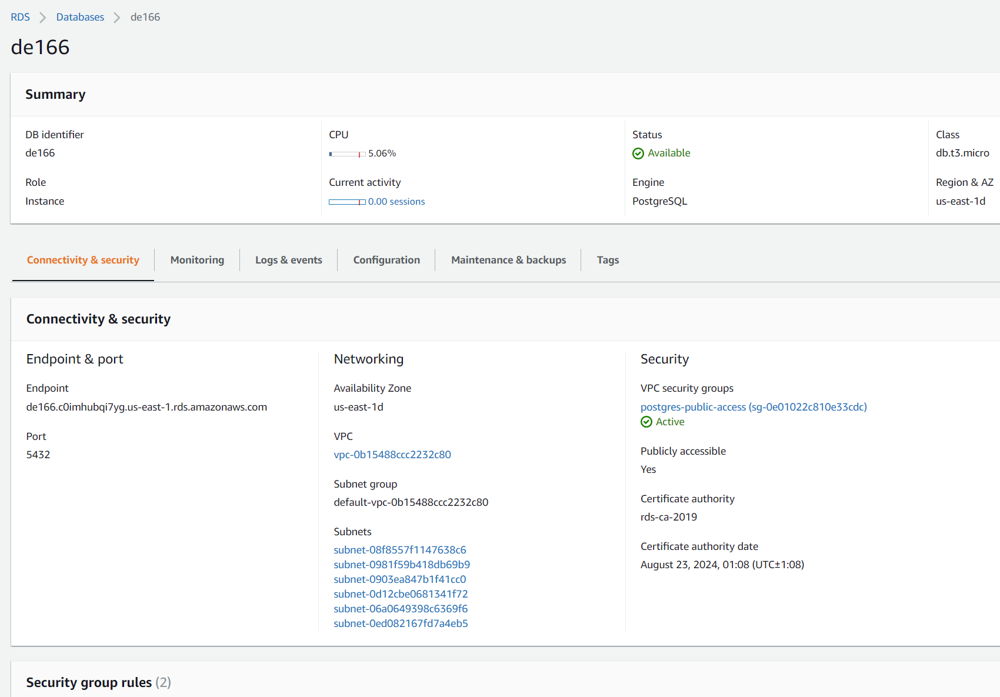 RDS > Databases > de166
de166
Summary
DB identifier
de166
CPU
5.06%
Status
Available
Class
db.t3.micro
Role
Instance
Current activity
0.00 sessions
Engine
PostgreSQL
Region & AZ
us-east-1d
Connectivity & security
Monitoring
Logs & events
Configuration
Maintenance & backups
Tags
Connectivity & security
Endpoint & port
Endpoint
de166.c0imhubqi7yg.us-east-1.rds.amazonaws.com
Port
5432
Networking
Availability Zone
us-east-1d
VPC
vpc-0b15488ccc2232c80
Subnet group
default-vpc-0b15488ccc2232c80
Subnets
subnet-08f8557f1147638c6
subnet-0981f59b418db69b9
subnet-0903ea847b1f41cc0
subnet-0d12cbe0681341f72
subnet-06a0649398c6369f6
subnet-0ed082167fd7a4eb5
Security
VPC security groups
postgres-public-access (sg-0e01022c810e33cdc)
Active
Publicly accessible
Yes
Certificate authority
rds-ca-2019
Certificate authority date
August 23, 2024, 01:08 (UTC±1:08)
Security group rules (2)